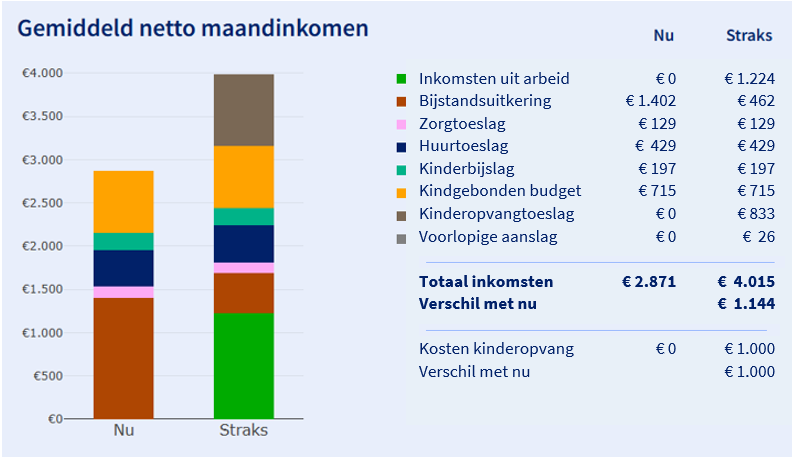 Gemiddeld netto maandinkomen
Nu Straks
€4.000
€3.500
€3.000
€2.500
€2.000
€1.500
€1.000
€500
€0
Nu Straks
Inkomsten uit arbeid € 0 € 1.224
Bijstandsuitkering € 1.402 € 462
Zorgtoeslag € 129 € 129
Huurtoeslag € 429 € 429
Kinderbijslag € 197 € 197
Kindgebonden budget € 715 € 715
Kinderopvangtoeslag € 0 € 833
Voorlopige aanslag € 0 € 26
Totaal inkomsten € 2.871 € 4.015
Verschil met nu € 1.144
Kosten kinderopvang € 0 € 1.000
Verschil met nu € 1.000